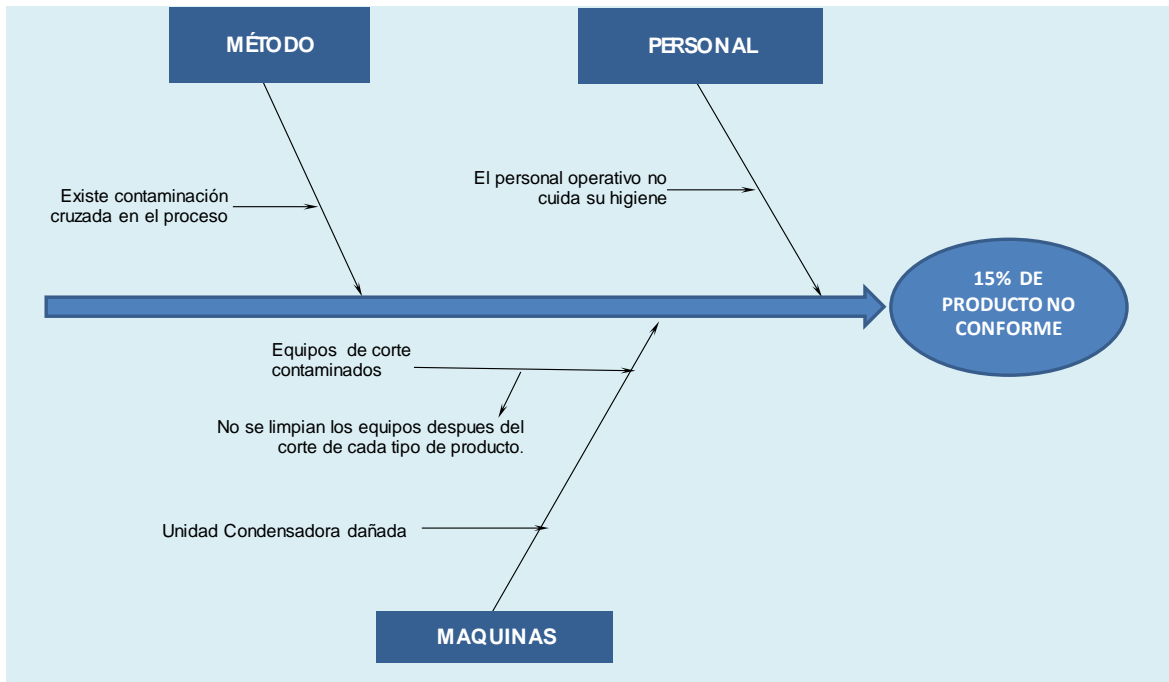 MÉTODO
PERSONAL
Existe contaminación
cruzada en el proceso
El personal operativo no
cuida su higiene
15% DE
PRODUCTO NO
CONFORME
Equipos de corte
contaminados
No se limpian los equipos despues del
corte de cada tipo de producto.
Unidad Condensadora dañada
MAQUINAS